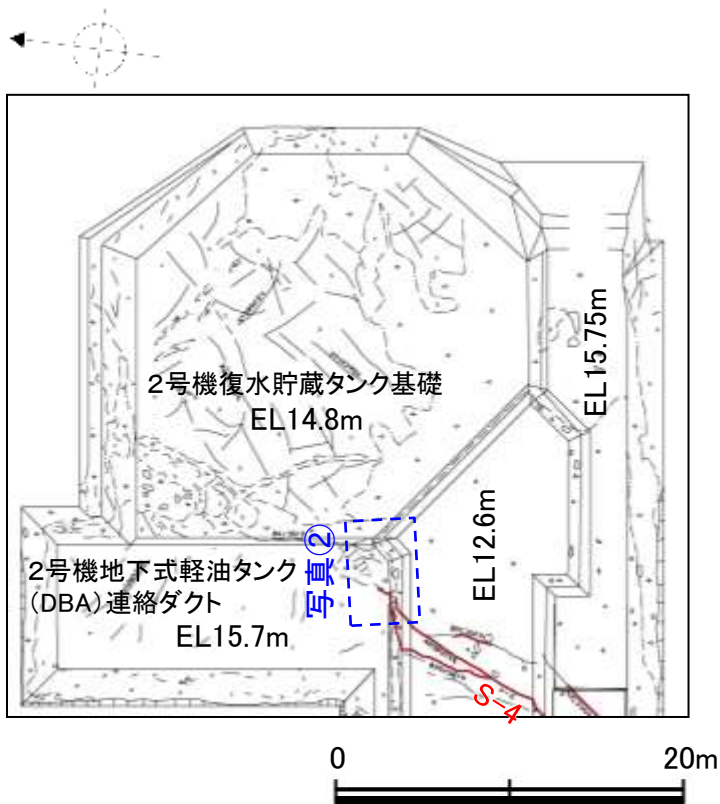 2号機復水貯蔵タンク基礎
EL14.8m
EL15.75m
EL12.6m
写真②
2号機地下式軽油タンク
(DBA)連絡ダクト
EL15.7m
S-4
0 20m